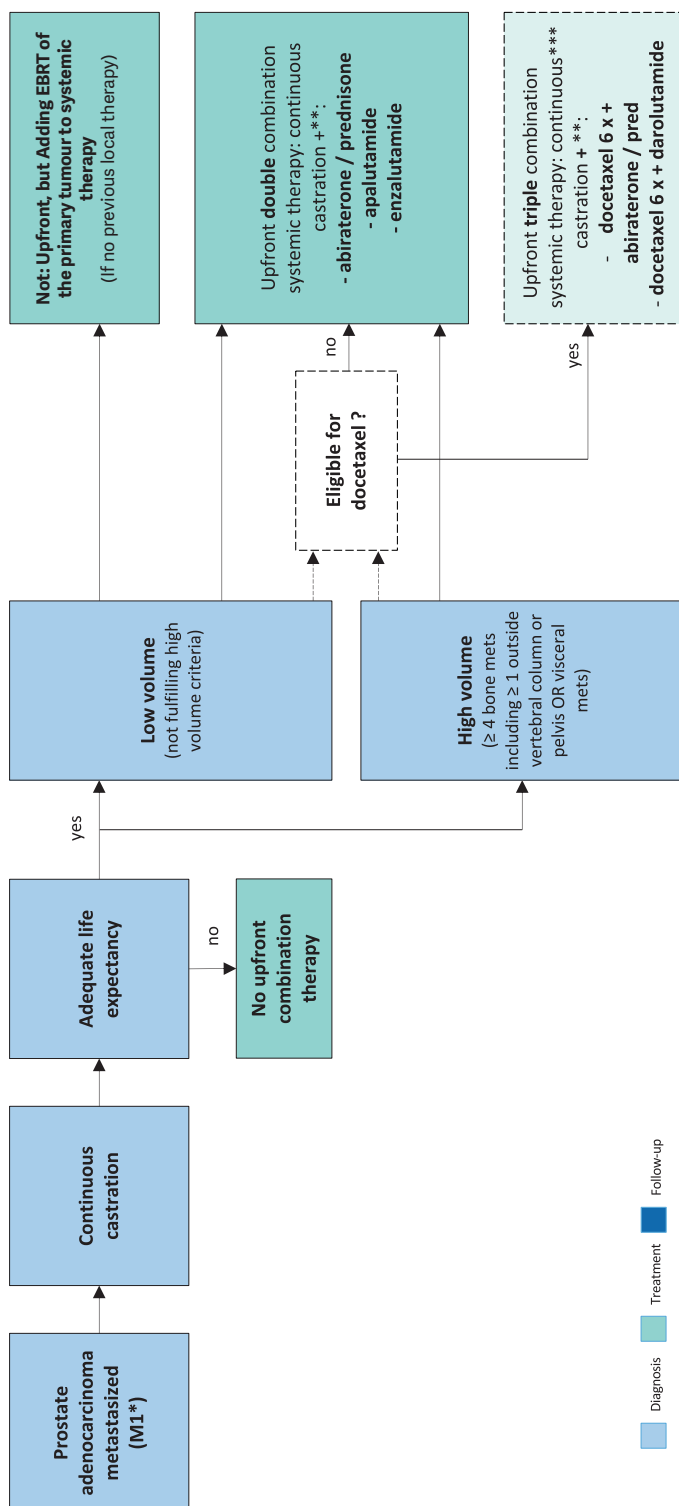 Prostate
adenocarcinoma
metastasized
(M1*)
Continuous
castration
Adequate life
expectancy
no
No upfront
combination
therapy
yes
Low volume
(not fulfilling high
volume criteria)
High volume
(≥ 4 bone mets
including ≥ 1 outside
vertebral column or
pelvis OR visceral
mets)
Eligible for
docetaxel ?
no
yes
Not: Upfront, but Adding EBRT of
the primary tumour to systemic
therapy
(If no previous local therapy)
Upfront double combination
systemic therapy: continuous
castration +**:
- abiraterone / prednisone
- apalutamide
- enzalutamide
Upfront triple combination
systemic therapy: continuous***
castration + **:
- docetaxel 6 x +
abiraterone / pred
- docetaxel 6 x + darolutamide
Diagnosis
Treatment
Follow-up